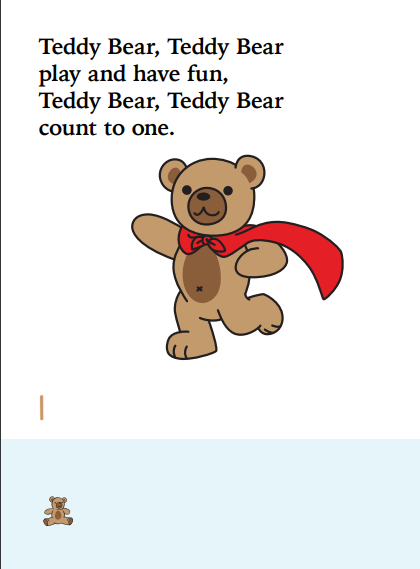 Teddy Bear, Teddy Bear
play and have fun,
Teddy Bear, Teddy Bear
count to one.
1